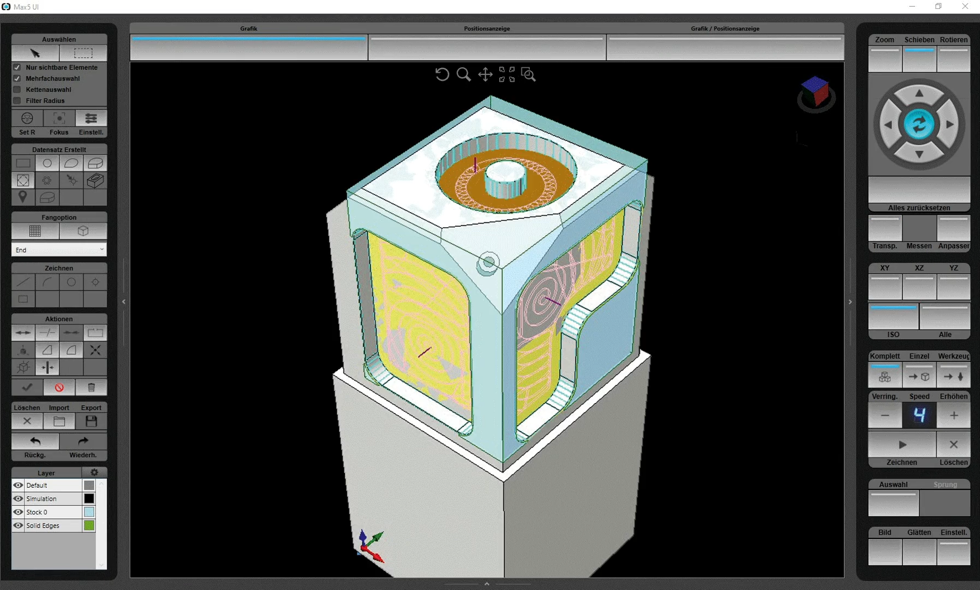 Max5 UI
Auswählen
Nur sichtbare Elemente
Mehrfachauswahl
Kettenauswahl
Filter Radius
Set R Fokus Einstell.
Datensatz Erstellt
Fangoption
End
Zeichnen
Aktionen
Löschen Import Export
Rückg. Wiederh.
Layer
Default
Simulation
Stock 0
Solid Edges
Grafik Positionsanzeige Grafik / Positionsanzeige
Zoom Schieben Rotieren
Alles zurücksetzen
Transp. Messen Anpassen
XY XZ YZ
ISO Alle
Komplett Einzel Werkzeug
Verring. Speed Erhöhen
4
Zeichnen Löschen
Auswahl Sprung
Bild Glätten Einstell.